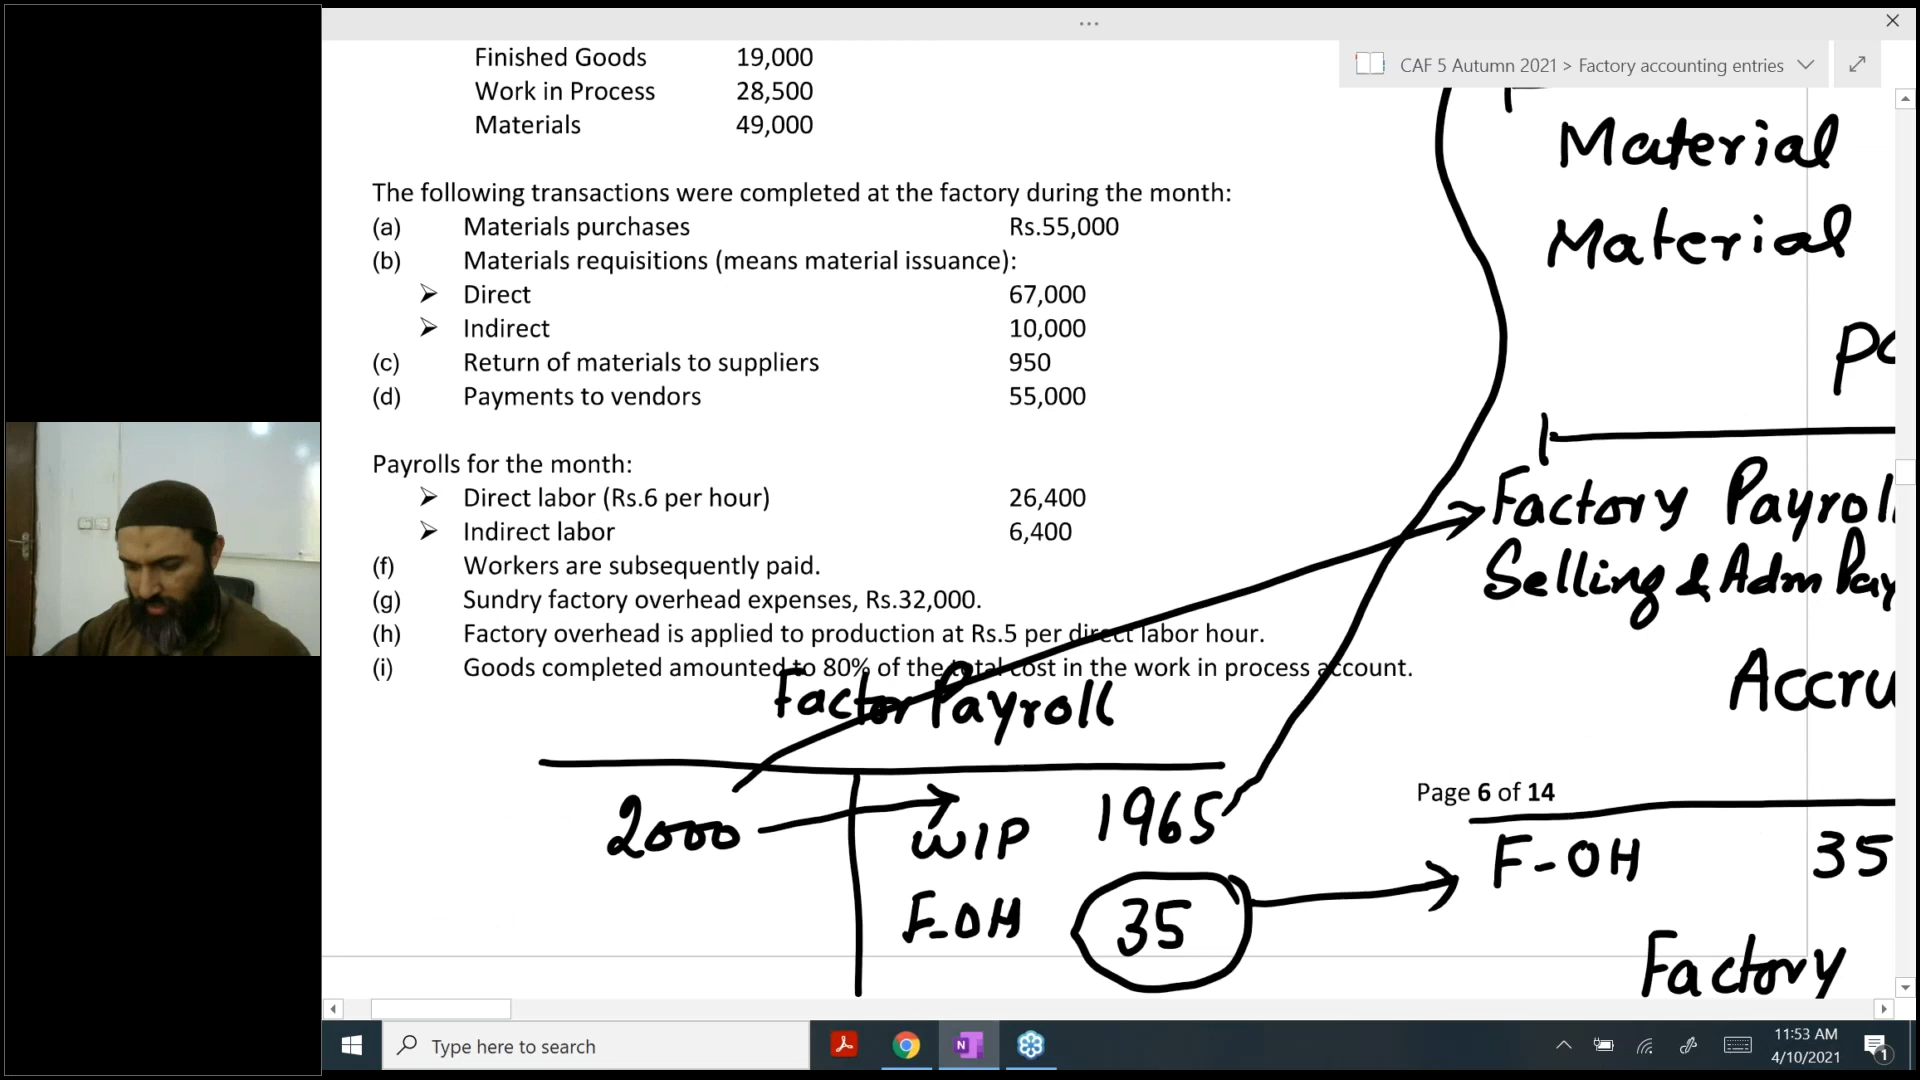 CAF 5 Autumn 2021 > Factory accounting entries
Finished Goods 19,000
Work in Process 28,500
Materials 49,000
The following transactions were completed at the factory during the month:
(a) Materials purchases Rs.55,000
(b) Materials requisitions (means material issuance):
➢ Direct 67,000
➢ Indirect 10,000
(c) Return of materials to suppliers 950
(d) Payments to vendors 55,000
Payrolls for the month:
➢ Direct labor (Rs.6 per hour) 26,400
➢ Indirect labor 6,400
(f) Workers are subsequently paid.
(g) Sundry factory overhead expenses, Rs.32,000.
(h) Factory overhead is applied to production at Rs.5 per direct labor hour.
(i) Goods completed amounted to 80% of the total cost in the work in process account.
Factor Payroll
2000 WIP 1965
F-OH 35
Material
Material
Factory Payroll
Selling & Adm Pay
Accru
Page 6 of 14
F-OH 35
Factory
Type here to search
11:53 AM
4/10/2021
1